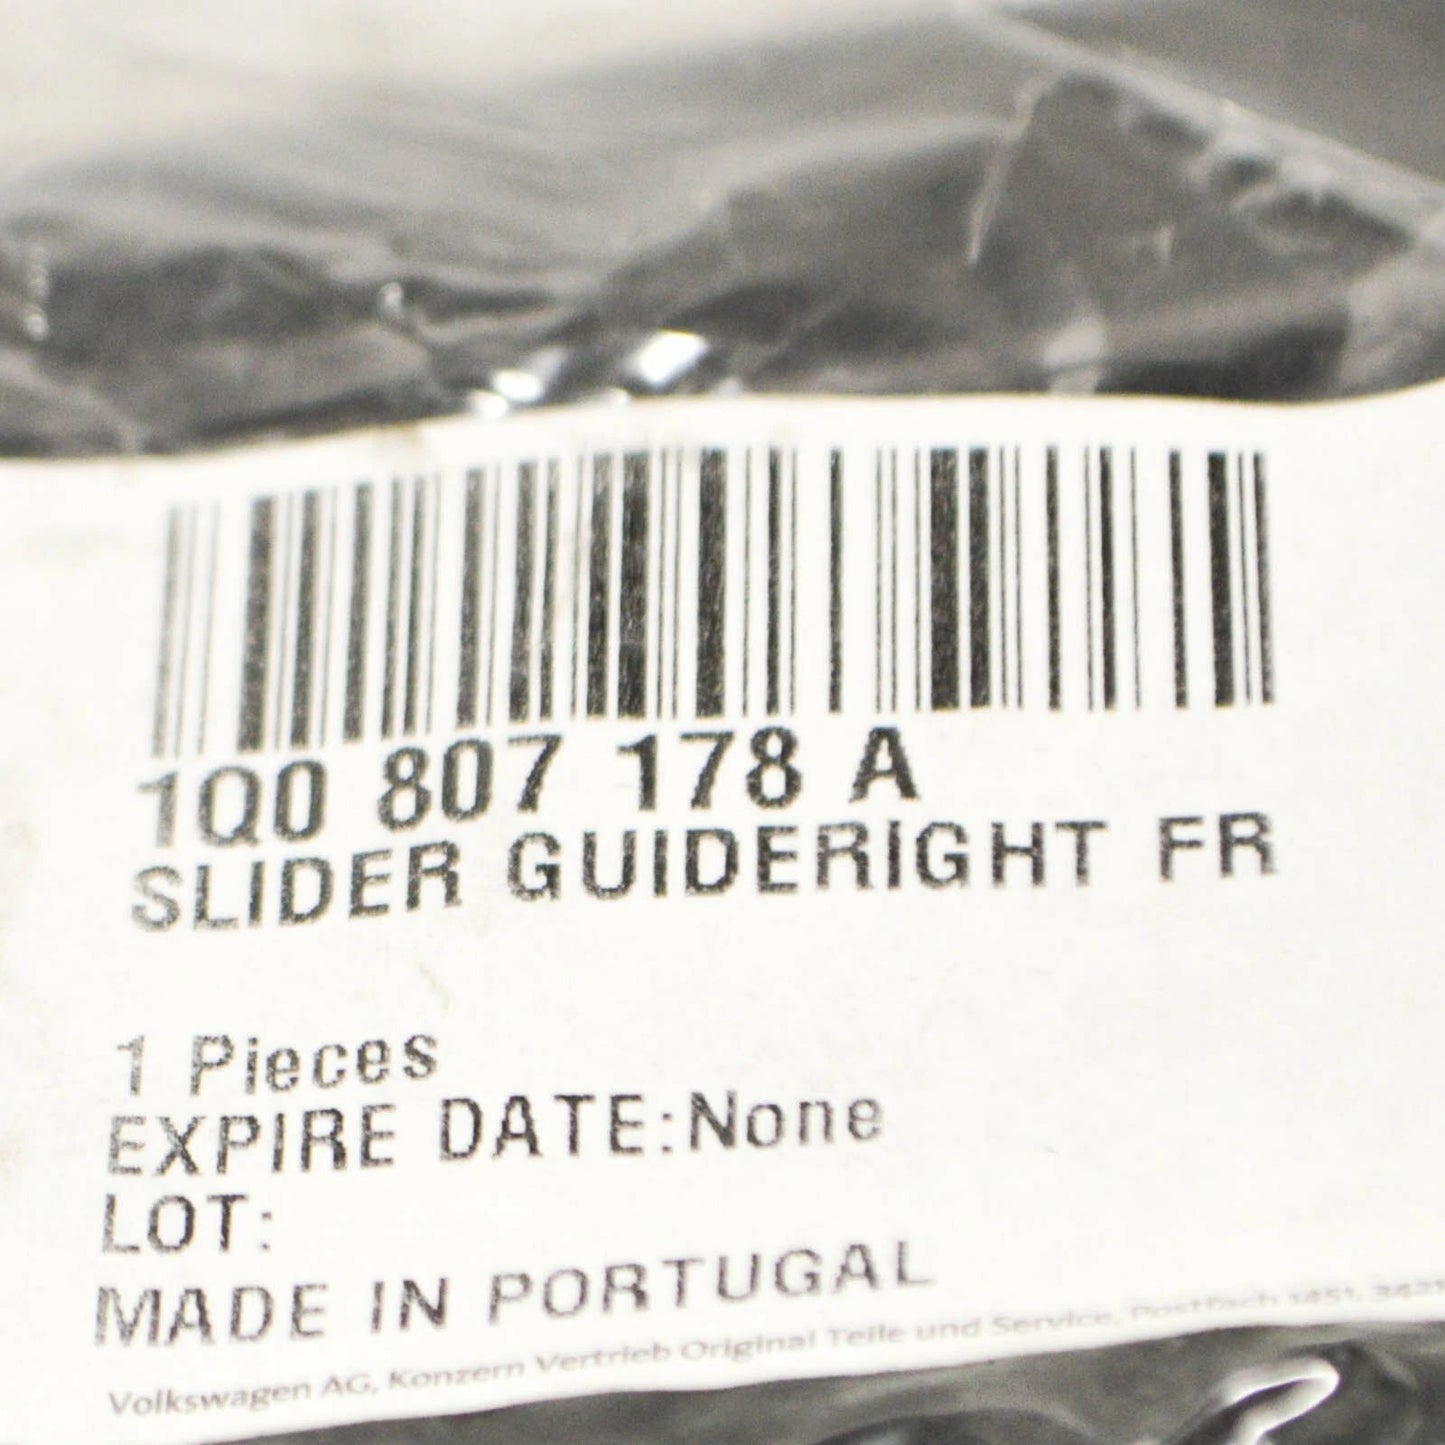 1Q0 807 178 A
SLIDER GUIDERIGHT FR
1 Pieces
EXPIRE DATE:None
LOT:
MADE IN PORTUGAL
Volkswagen AG, Konzern Vertrieb Original Teile und Service, Postfach 1451, 3421